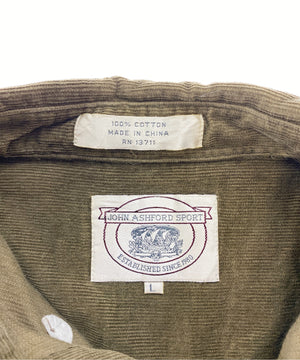 100% COTTON
MADE IN CHINA
RN 13711
JOHN ASHFORD SPORT
ESTABLISHED SINCE 1980
L